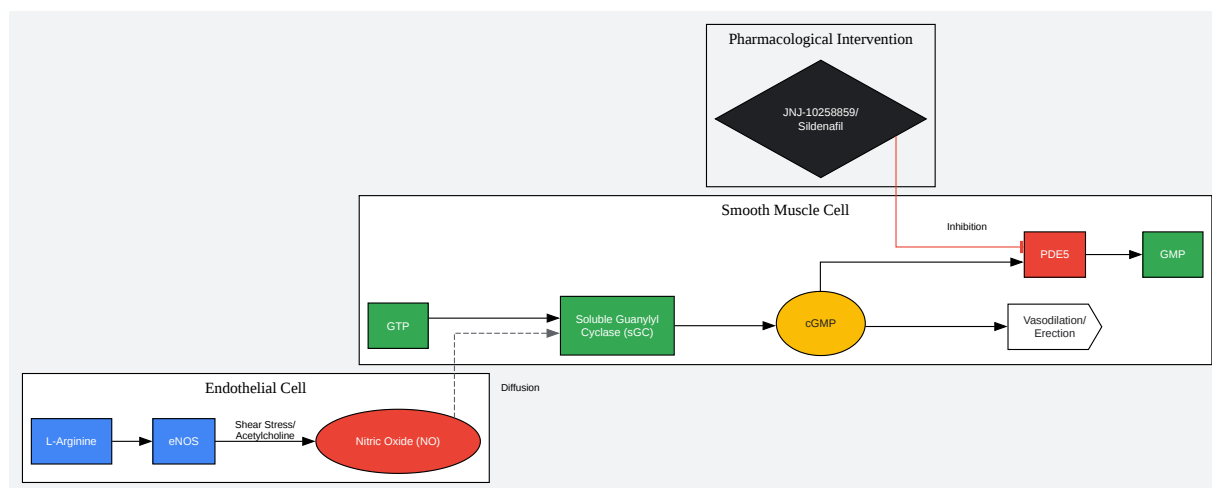 Pharmacological Intervention
JNJ-10258859/
Sildenafil
Smooth Muscle Cell
Inhibition
PDE5
GMP
GTP
Soluble Guanylyl
Cyclase (sGC)
cGMP
Vasodilation/
Erection
Diffusion
Endothelial Cell
L-Arginine
eNOS
Shear Stress/
Acetylcholine
Nitric Oxide (NO)